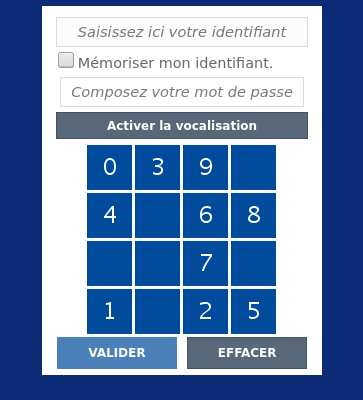 Saisissez ici votre identifiant
Mémoriser mon identifiant.
Composez votre mot de passe
Activer la vocalisation
0 3 9
4 6 8
7
1 2 5
VALIDER EFFACER